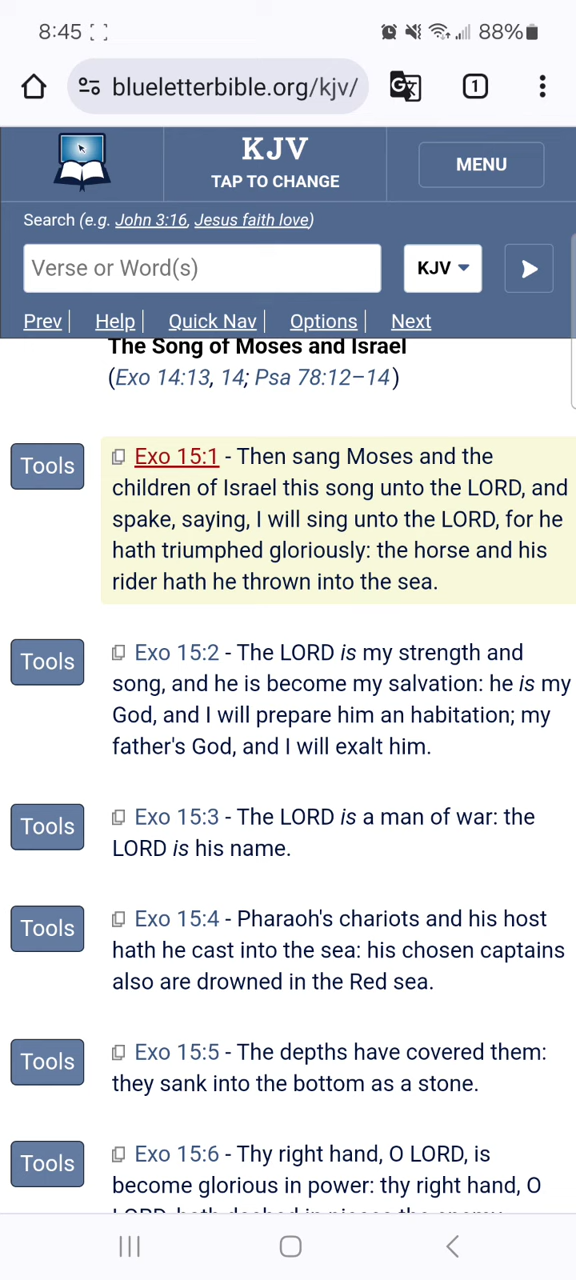 8:45
88%
blueletterbible.org/kjv/
1
KJV
TAP TO CHANGE
MENU
Search (e.g. John 3:16, Jesus faith love)
Verse or Word(s)
KJV
Prev | Help | Quick Nav | Options | Next
The Song of Moses and Israel
(Exo 14:13, 14; Psa 78:12–14)
Tools
Exo 15:1 - Then sang Moses and the
children of Israel this song unto the LORD, and
spake, saying, I will sing unto the LORD, for he
hath triumphed gloriously: the horse and his
rider hath he thrown into the sea.
Tools
Exo 15:2 - The LORD is my strength and
song, and he is become my salvation: he is my
God, and I will prepare him an habitation; my
father's God, and I will exalt him.
Tools
Exo 15:3 - The LORD is a man of war: the
LORD is his name.
Tools
Exo 15:4 - Pharaoh's chariots and his host
hath he cast into the sea: his chosen captains
also are drowned in the Red sea.
Tools
Exo 15:5 - The depths have covered them:
they sank into the bottom as a stone.
Tools
Exo 15:6 - Thy right hand, O LORD, is
become glorious in power: thy right hand, O
LORD, hath dashed in pieces the enemy.